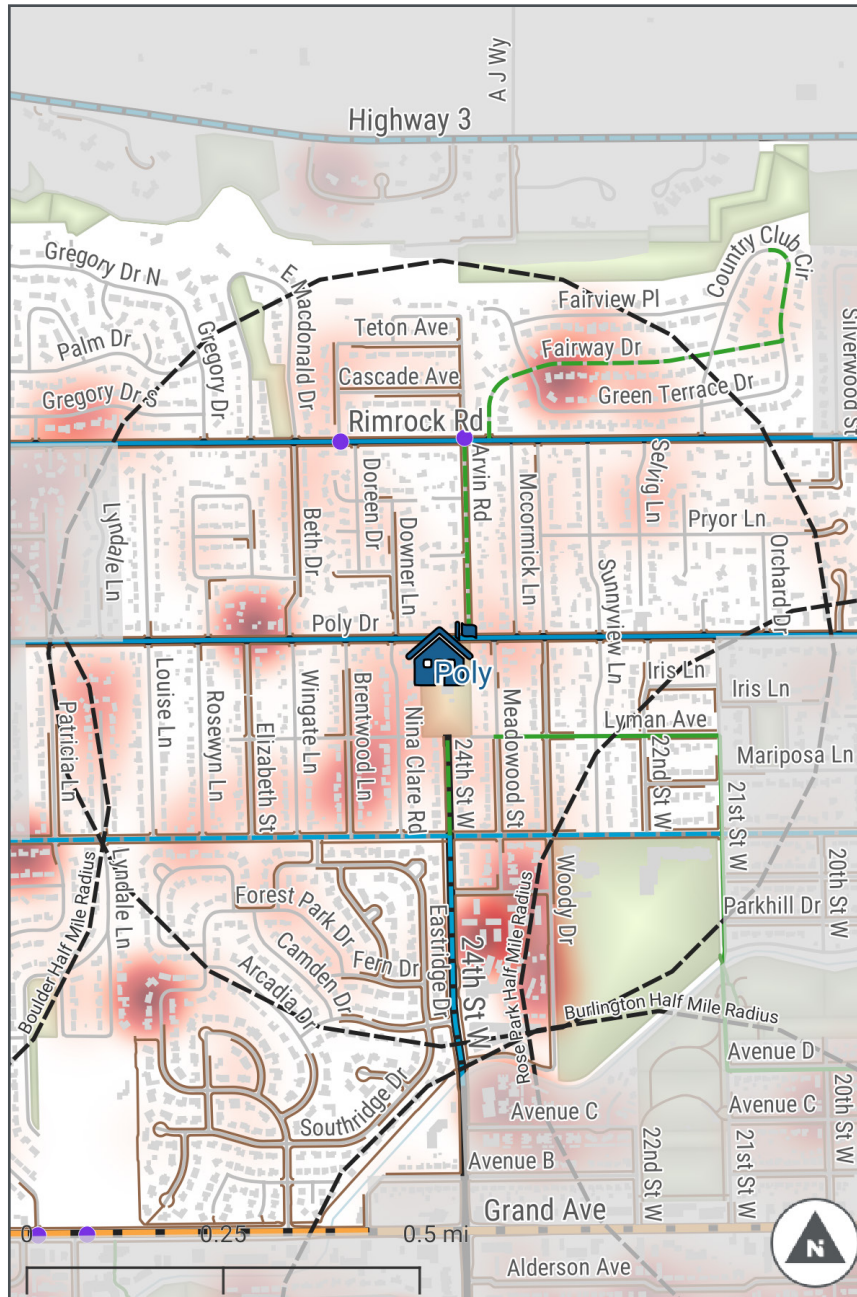 A J Wy
Highway 3
Gregory Dr N
Country Club Cir
E Macdonald Dr
Fairview Pl
Silverwood St
Teton Ave
Palm Dr
Gregory Dr
Fairway Dr
Cascade Ave
Green Terrace Dr
Gregory Dr S
Rimrock Rd
Arvin Rd
Selvig Ln
Doreen Dr
Mccormick Ln
Lyndale Ln
Beth Dr
Downer Ln
Pryor Ln
Orchard Dr
Sunnyview Ln
Poly Dr
Poly
Iris Ln
Iris Ln
Louise Ln
Patricia Ln
Rosewyn Ln
Wingate Ln
Brentwood Ln
Meadowood St
Lyman Ave
Elizabeth St
Nina Clare Rd
24th St W
22nd St W
Mariposa Ln
21st St W
20th St W
Boulder Half Mile Radius
Lyndale Ln
Woody Dr
Forest Park Dr
Eastridge Dr
Rose Park Half Mile Radius
Parkhill Dr
Camden Dr
Fern Dr
24th St W
Arcadia Dr
Burlington Half Mile Radius
Avenue D
Southridge Dr
Avenue C
Avenue C
20th St W
Avenue B
22nd St W
21st St W
Grand Ave
0 0.25 0.5 mi
N
Alderson Ave